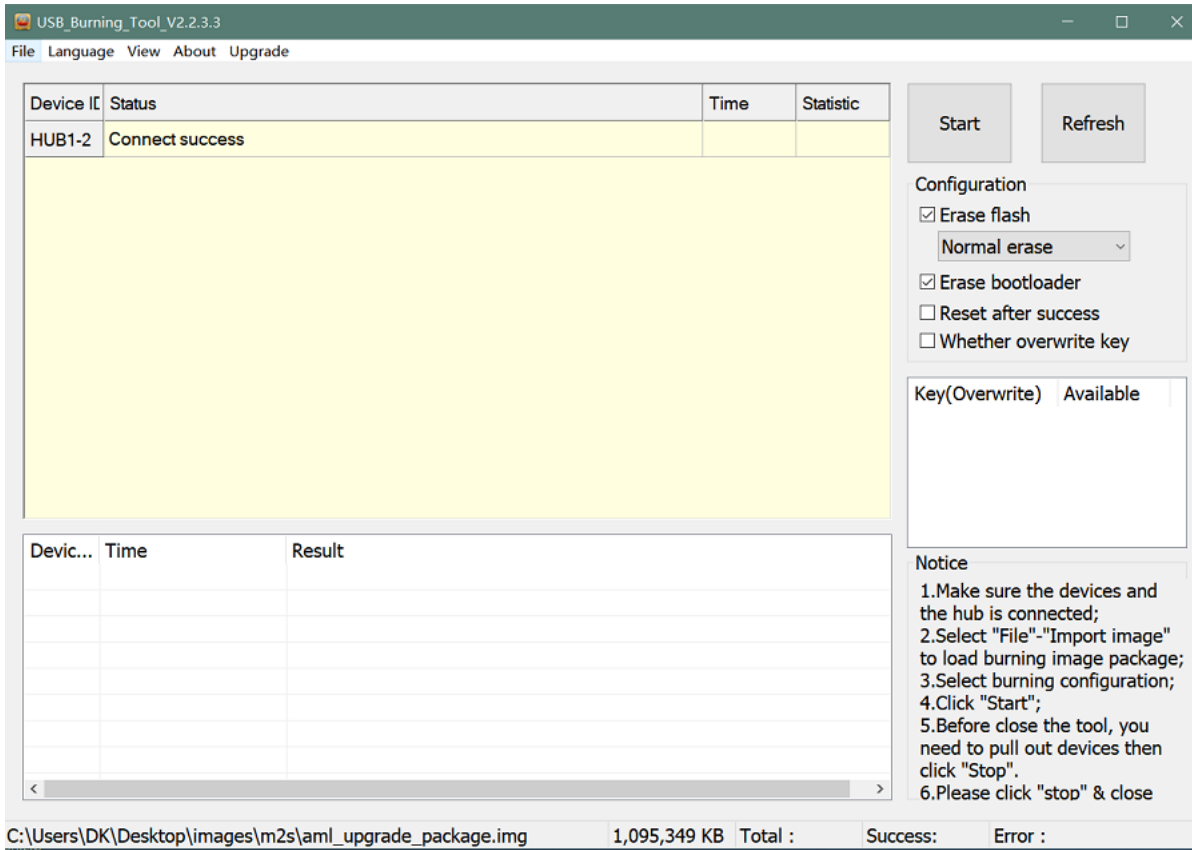 USB_Burning_Tool_V2.2.3.3
File Language View About Upgrade
Device ID Status Time Statistic
HUB1-2 Connect success
Start Refresh
Configuration
Erase flash
Normal erase
Erase bootloader
Reset after success
Whether overwrite key
Key(Overwrite) Available
Devic... Time Result
Notice
1.Make sure the devices and
the hub is connected;
2.Select "File"-"Import image"
to load burning image package;
3.Select burning configuration;
4.Click "Start";
5.Before close the tool, you
need to pull out devices then
click "Stop".
6.Please click "stop" & close
C:\Users\DK\Desktop\images\m2s\aml_upgrade_package.img 1,095,349 KB Total : Success: Error :